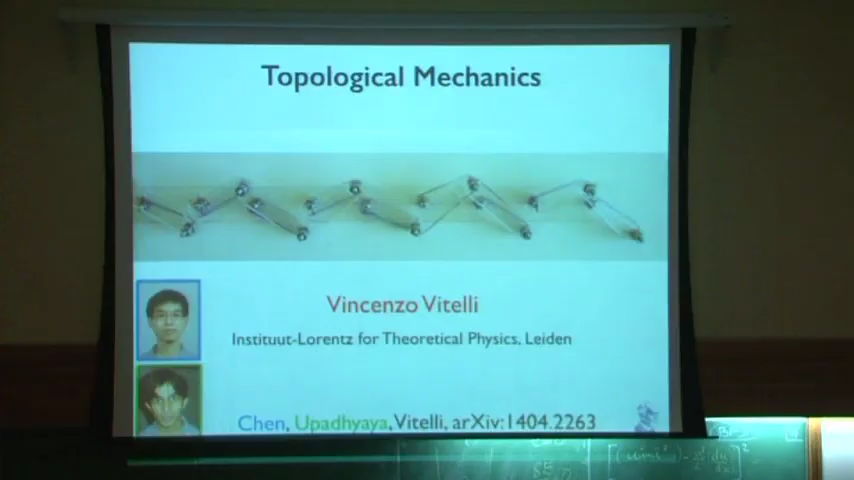 Topological Mechanics
Vincenzo Vitelli
Instituut-Lorentz for Theoretical Physics, Leiden
Chen, Upadhyaya, Vitelli, arXiv:1404.2263